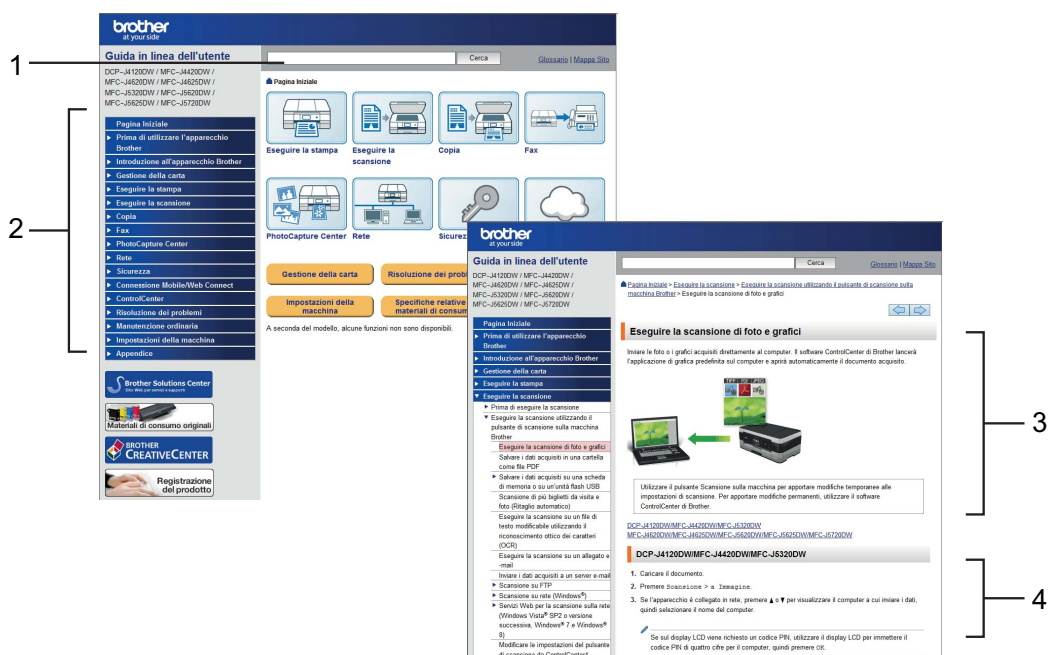 brother
at your side
Guida in linea dell'utente
DCP-J4120DW / MFC-J4420DW /
MFC-J4620DW / MFC-J4625DW /
MFC-J5320DW / MFC-J5620DW /
MFC-J5625DW / MFC-J5720DW
Cerca
Glossario | Mappa Sito
1
2
Pagina Iniziale
Prima di utilizzare l'apparecchio
Brother
Introduzione all'apparecchio Brother
Gestione della carta
Eseguire la stampa
Eseguire la scansione
Copia
Fax
PhotoCapture Center
Rete
Sicurezza
Connessione Mobile/Web Connect
ControlCenter
Risoluzione dei problemi
Manutenzione ordinaria
Impostazioni della macchina
Appendice
Brother Solutions Center
Site Web per servizi e supporti
Materiali di consumo originali
BROTHER
CREATIVECENTER
Registrazione
del prodotto
Pagina Iniziale
Eseguire la stampa
Eseguire la
scansione
Copia
Fax
PhotoCapture Center
Rete
Sicurez
Gestione della carta
Risoluzione dei prob
Impostazioni della
macchina
Specifiche relative
materiali di consum
A seconda del modello, alcune funzioni non sono disponibili.
brother
at your side
Guida in linea dell'utente
DCP-J4120DW / MFC-J4420DW /
MFC-J4620DW / MFC-J4625DW /
MFC-J5320DW / MFC-J5620DW /
MFC-J5625DW / MFC-J5720DW
Cerca
Glossario | Mappa Sito
Pagina Iniziale
Prima di utilizzare l'apparecchio
Brother
Introduzione all'apparecchio Brother
Gestione della carta
Eseguire la stampa
Eseguire la scansione
Prima di eseguire la scansione
Eseguire la scansione utilizzando il
pulsante di scansione sulla macchina
Brother
Eseguire la scansione di foto e grafici
Salvare i dati acquisiti in una cartella
come file PDF
Salvare i dati acquisiti su una scheda
di memoria o su un'unità flash USB
Scansione di più biglietti da visita e
foto (Ritaglio automatico)
Eseguire la scansione su un file di
testo modificabile utilizzando il
riconoscimento ottico dei caratteri
(OCR)
Eseguire la scansione su un allegato e
-mail
Inviare i dati acquisiti a un server e-mail
Scansione su FTP
Scansione su rete (Windows®)
Servizi Web per la scansione sulla rete
(Windows Vista® SP2 o versione
successiva, Windows® 7 e Windows®
8)
Modificare le impostazioni del pulsante
di scansione da ControlCenter4
Pagina Iniziale > Eseguire la scansione > Eseguire la scansione utilizzando il pulsante di scansione sulla
macchina Brother > Eseguire la scansione di foto e grafici
Eseguire la scansione di foto e grafici
Inviare le foto o i grafici acquisiti direttamente al computer. Il software ControlCenter di Brother lancerà
l'applicazione di grafica predefinita sul computer e aprirà automaticamente il documento acquisito.
TIFF PDF JPEG
Utilizzare il pulsante Scansione sulla macchina per apportare modifiche temporanee alle
impostazioni di scansione. Per apportare modifiche permanenti, utilizzare il software
ControlCenter di Brother.
DCP-J4120DW/MFC-J4420DW/MFC-J5320DW
MFC-J4620DW/MFC-J4625DW/MFC-J5620DW/MFC-J5625DW/MFC-J5720DW
3
DCP-J4120DW/MFC-J4420DW/MFC-J5320DW
1. Caricare il documento.
2. Premere Scansione > a Immagine.
3. Se l'apparecchio è collegato in rete, premere ▲ o ▼ per visualizzare il computer a cui inviare i dati,
quindi selezionare il nome del computer.
Se sul display LCD viene richiesto un codice PIN, utilizzare il display LCD per immettere il
codice PIN di quattro cifre per il computer, quindi premere OK.
4